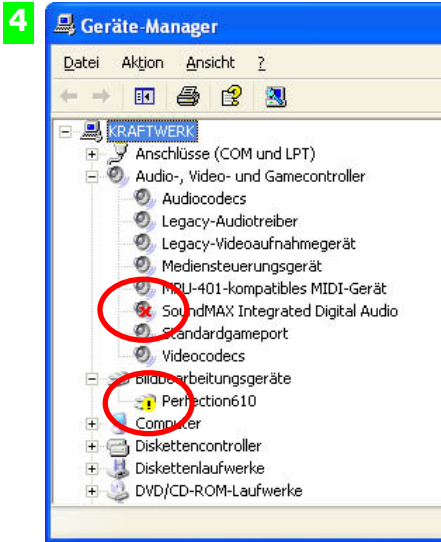 4
Geräte-Manager
Datei Aktion Ansicht ?
KRAFTWERK
Anschlüsse (COM und LPT)
Audio-, Video- und Gamecontroller
Audiocodecs
Legacy-Audiotreiber
Legacy-Videoaufnahmegerät
Mediensteuerungsgerät
MPU-401-kompatibles MIDI-Gerät
SoundMAX Integrated Digital Audio
Standardgameport
Videocodecs
Bildbearbeitungsgeräte
Perfection610
Computer
Diskettencontroller
Diskettenlaufwerke
DVD/CD-ROM-Laufwerke